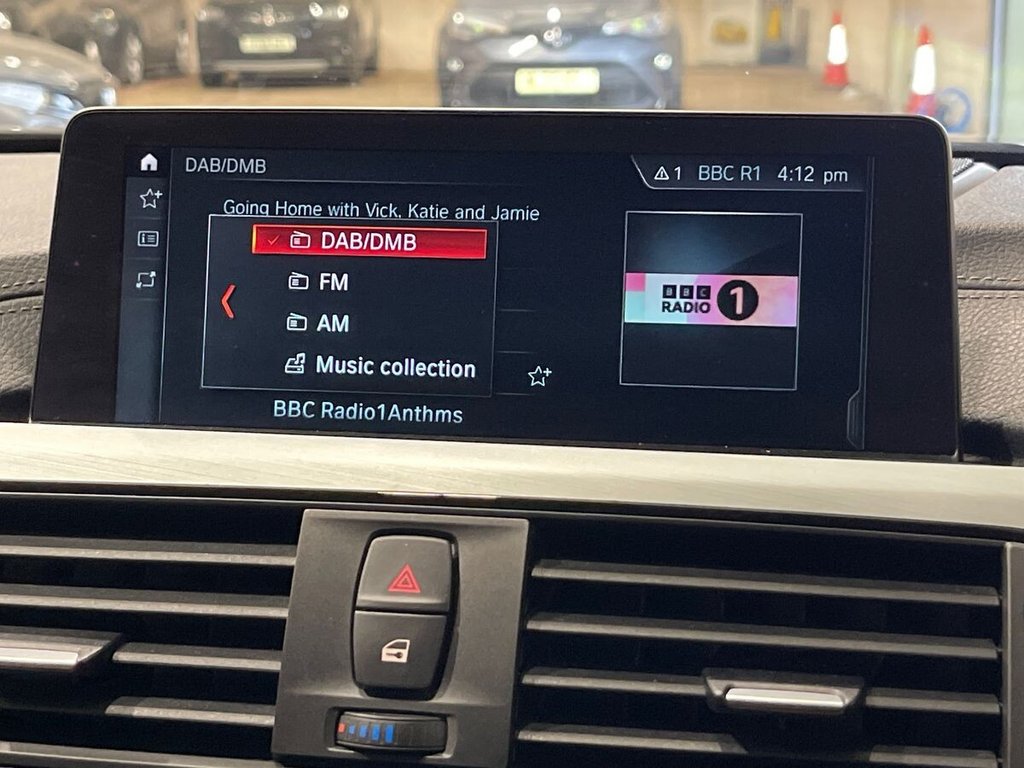 DAB/DMB
1 BBC R1 4:12 pm
Going Home with Vick, Katie and Jamie
DAB/DMB
FM
AM
Music collection
BBC Radio1Anthms
BBC
RADIO 1